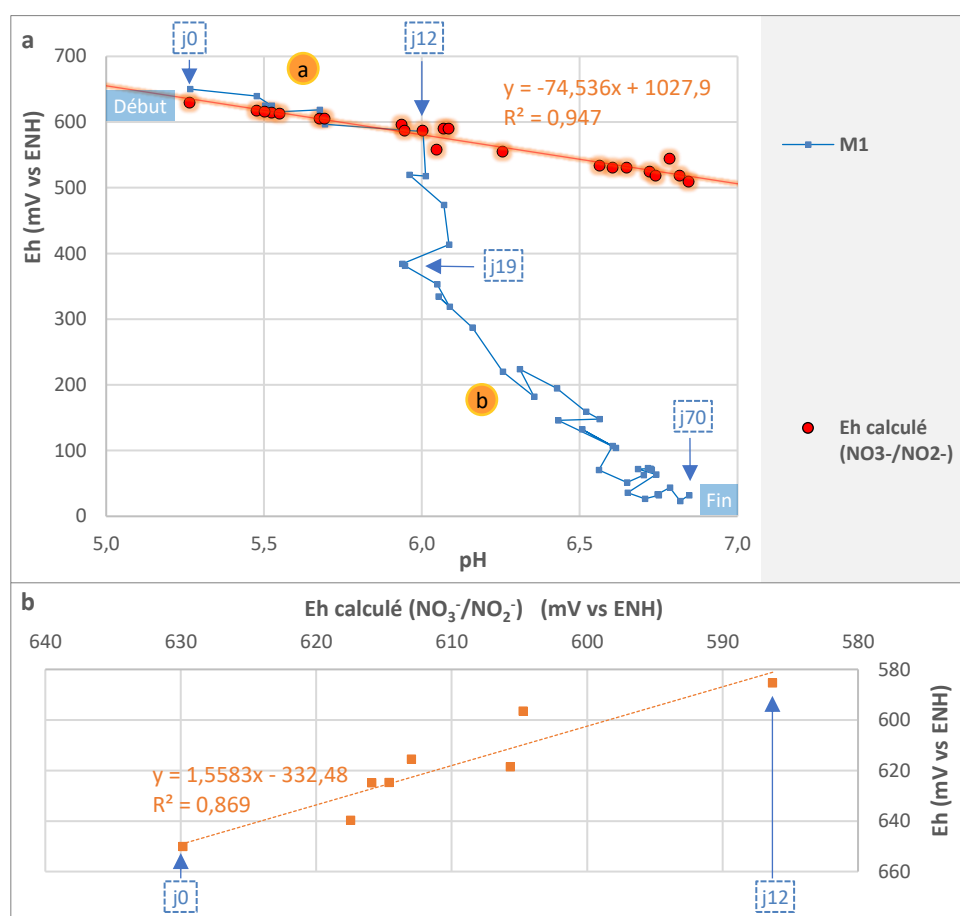 a
700
600
500
400
300
200
100
0
Eh (mV vs ENH)
j0
a
j12
y = -74,536x + 1027,9
R² = 0,947
Début
j19
b
j70
Fin
5,0
5,5
6,0
6,5
7,0
pH
M1
Eh calculé
(NO3-/NO2-)
b
Eh calculé (NO₃⁻/NO₂⁻) (mV vs ENH)
640
630
620
610
600
590
580
580
600
620
640
660
Eh (mV vs ENH)
y = 1,5583x - 332,48
R² = 0,869
j0
j12